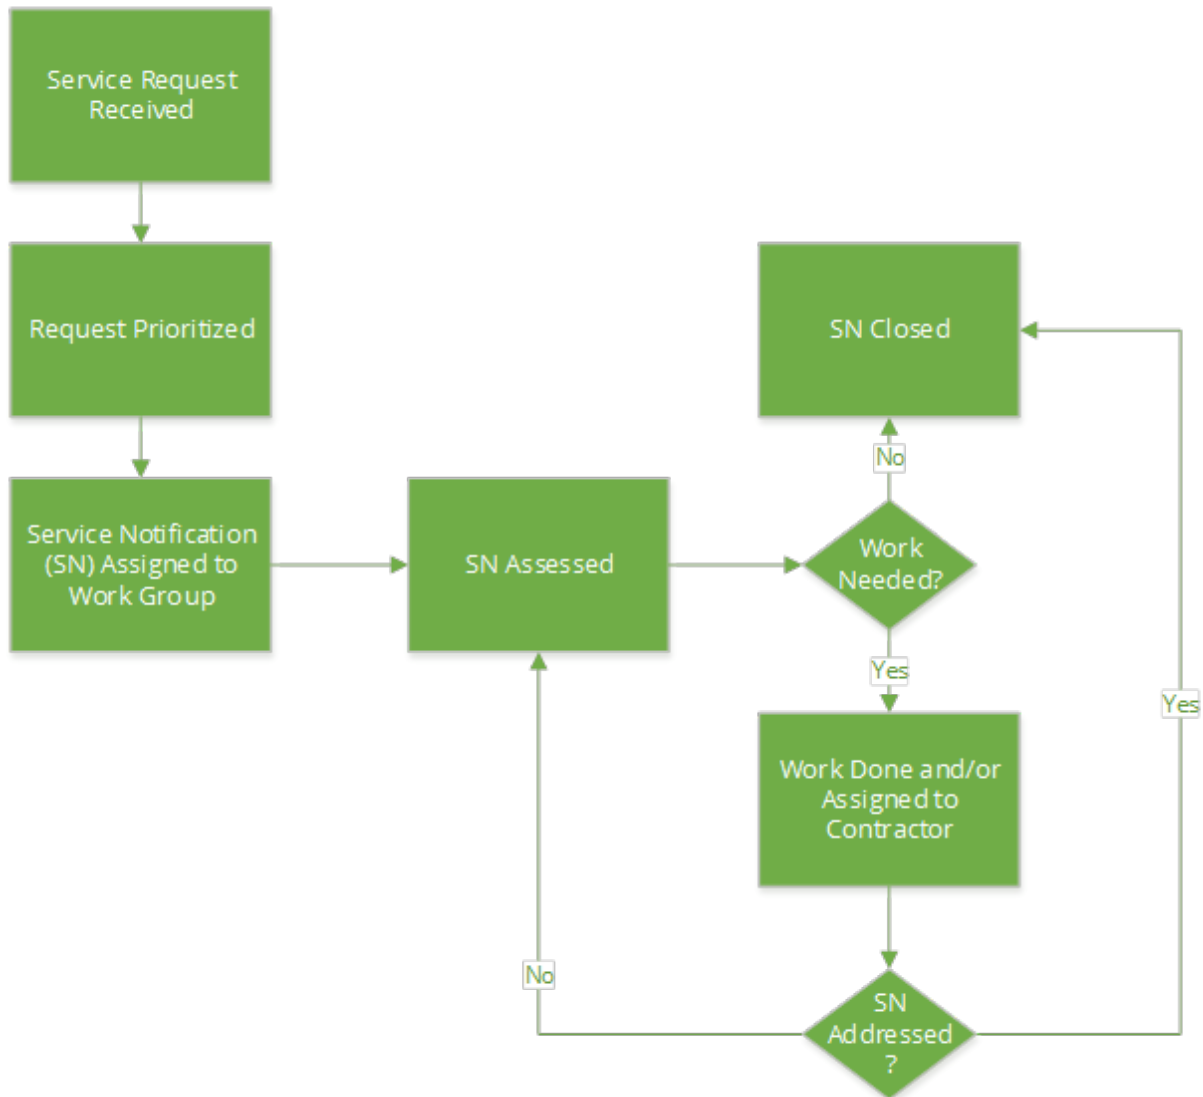 Service Request
Received
Request Prioritized
SN Closed
No
Service Notification
(SN) Assigned to
Work Group
SN Assessed
Work
Needed?
Yes
Yes
Work Done and/or
Assigned to
Contractor
No
SN
Addressed
?